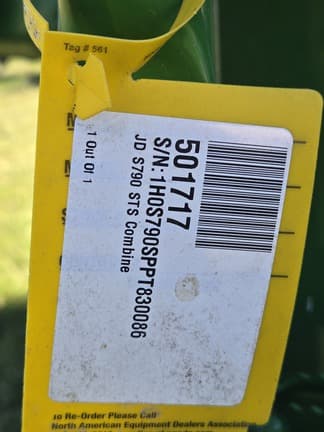 Tag # 561
501717
S/N:1H0S790SPPT830086
JD S790 STS Combine
1 Out Of 1
to Re-Order Please Call
North American Equipment Dealers Association